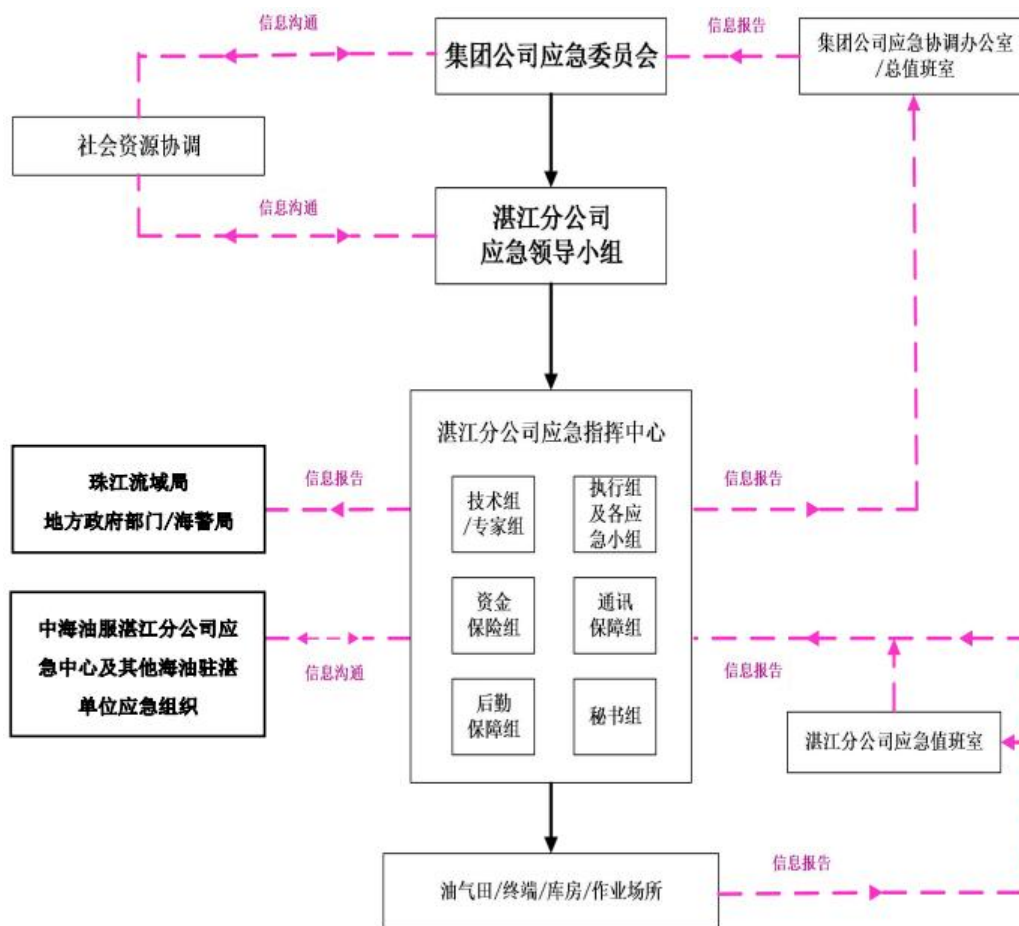 信息沟通
信息报告
集团公司应急委员会
集团公司应急协调办公室
/总值班室
社会资源协调
信息沟通
湛江分公司
应急领导小组
湛江分公司应急指挥中心
珠江流域局
地方政府部门/海警局
信息报告
技术组
/专家组
执行组
及各应
急小组
信息报告
中海油服湛江分公司应
急中心及其他海油驻湛
单位应急组织
信息沟通
资金
保险组
通讯
保障组
信息报告
后勤
保障组
秘书组
湛江分公司应急值班室
油气田/终端/库房/作业场所
信息报告